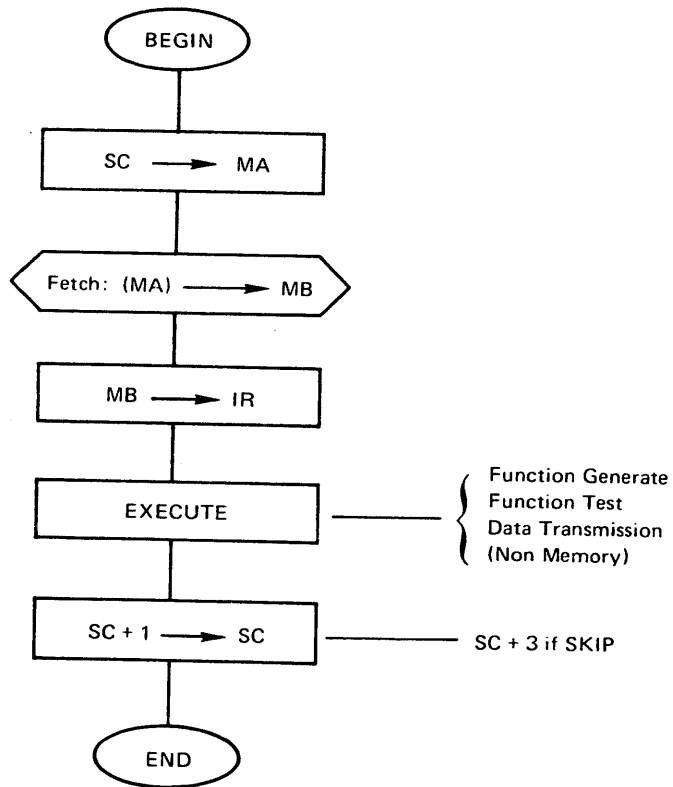 BEGIN
SC → MA
Fetch: (MA) → MB
MB → IR
EXECUTE
Function Generate
Function Test
Data Transmission
(Non Memory)
SC + 1 → SC
SC + 3 if SKIP
END